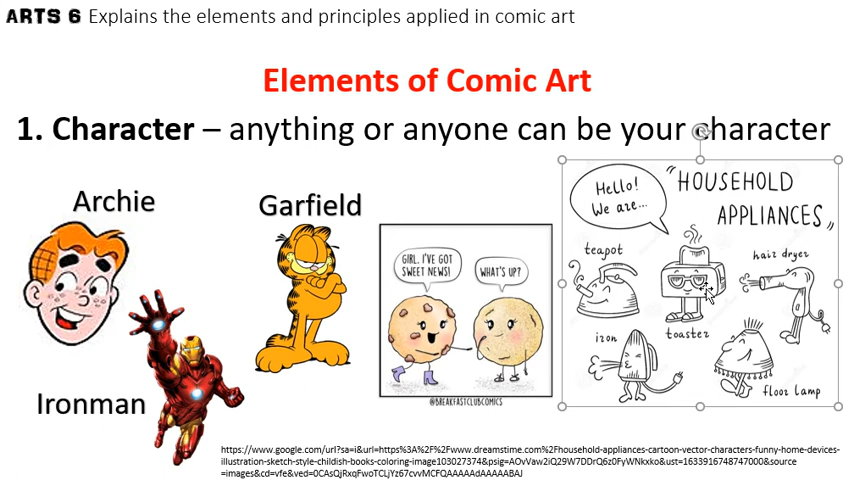 ARTS 6 Explains the elements and principles applied in comic art
Elements of Comic Art
1. Character – anything or anyone can be your character
Archie
Garfield
Ironman
GIRL, I'VE GOT
SWEET NEWS!
WHAT'S UP?
@BREAKFASTCLUBCOMICS
Hello!
We are...
"HOUSEHOLD
APPLIANCES"
teapot
hair dryer
toaster
iron
floor lamp
https://www.google.com/url?sa=i&url=https%3A%2F%2Fwww.dreamstime.com%2Fhousehold-appliances-cartoon-vector-characters-funny-home-devices-
illustration-sketch-style-childish-books-coloring-image103027374&psig=AOvVaw2iQ29W7DDrQ6z0FyWNkxko&ust=1633916748747000&source
=images&cd=vfe&ved=0CAsQjRxqFwoTCLjYz67cvvMCFQAAAAAdAAAAABAJ